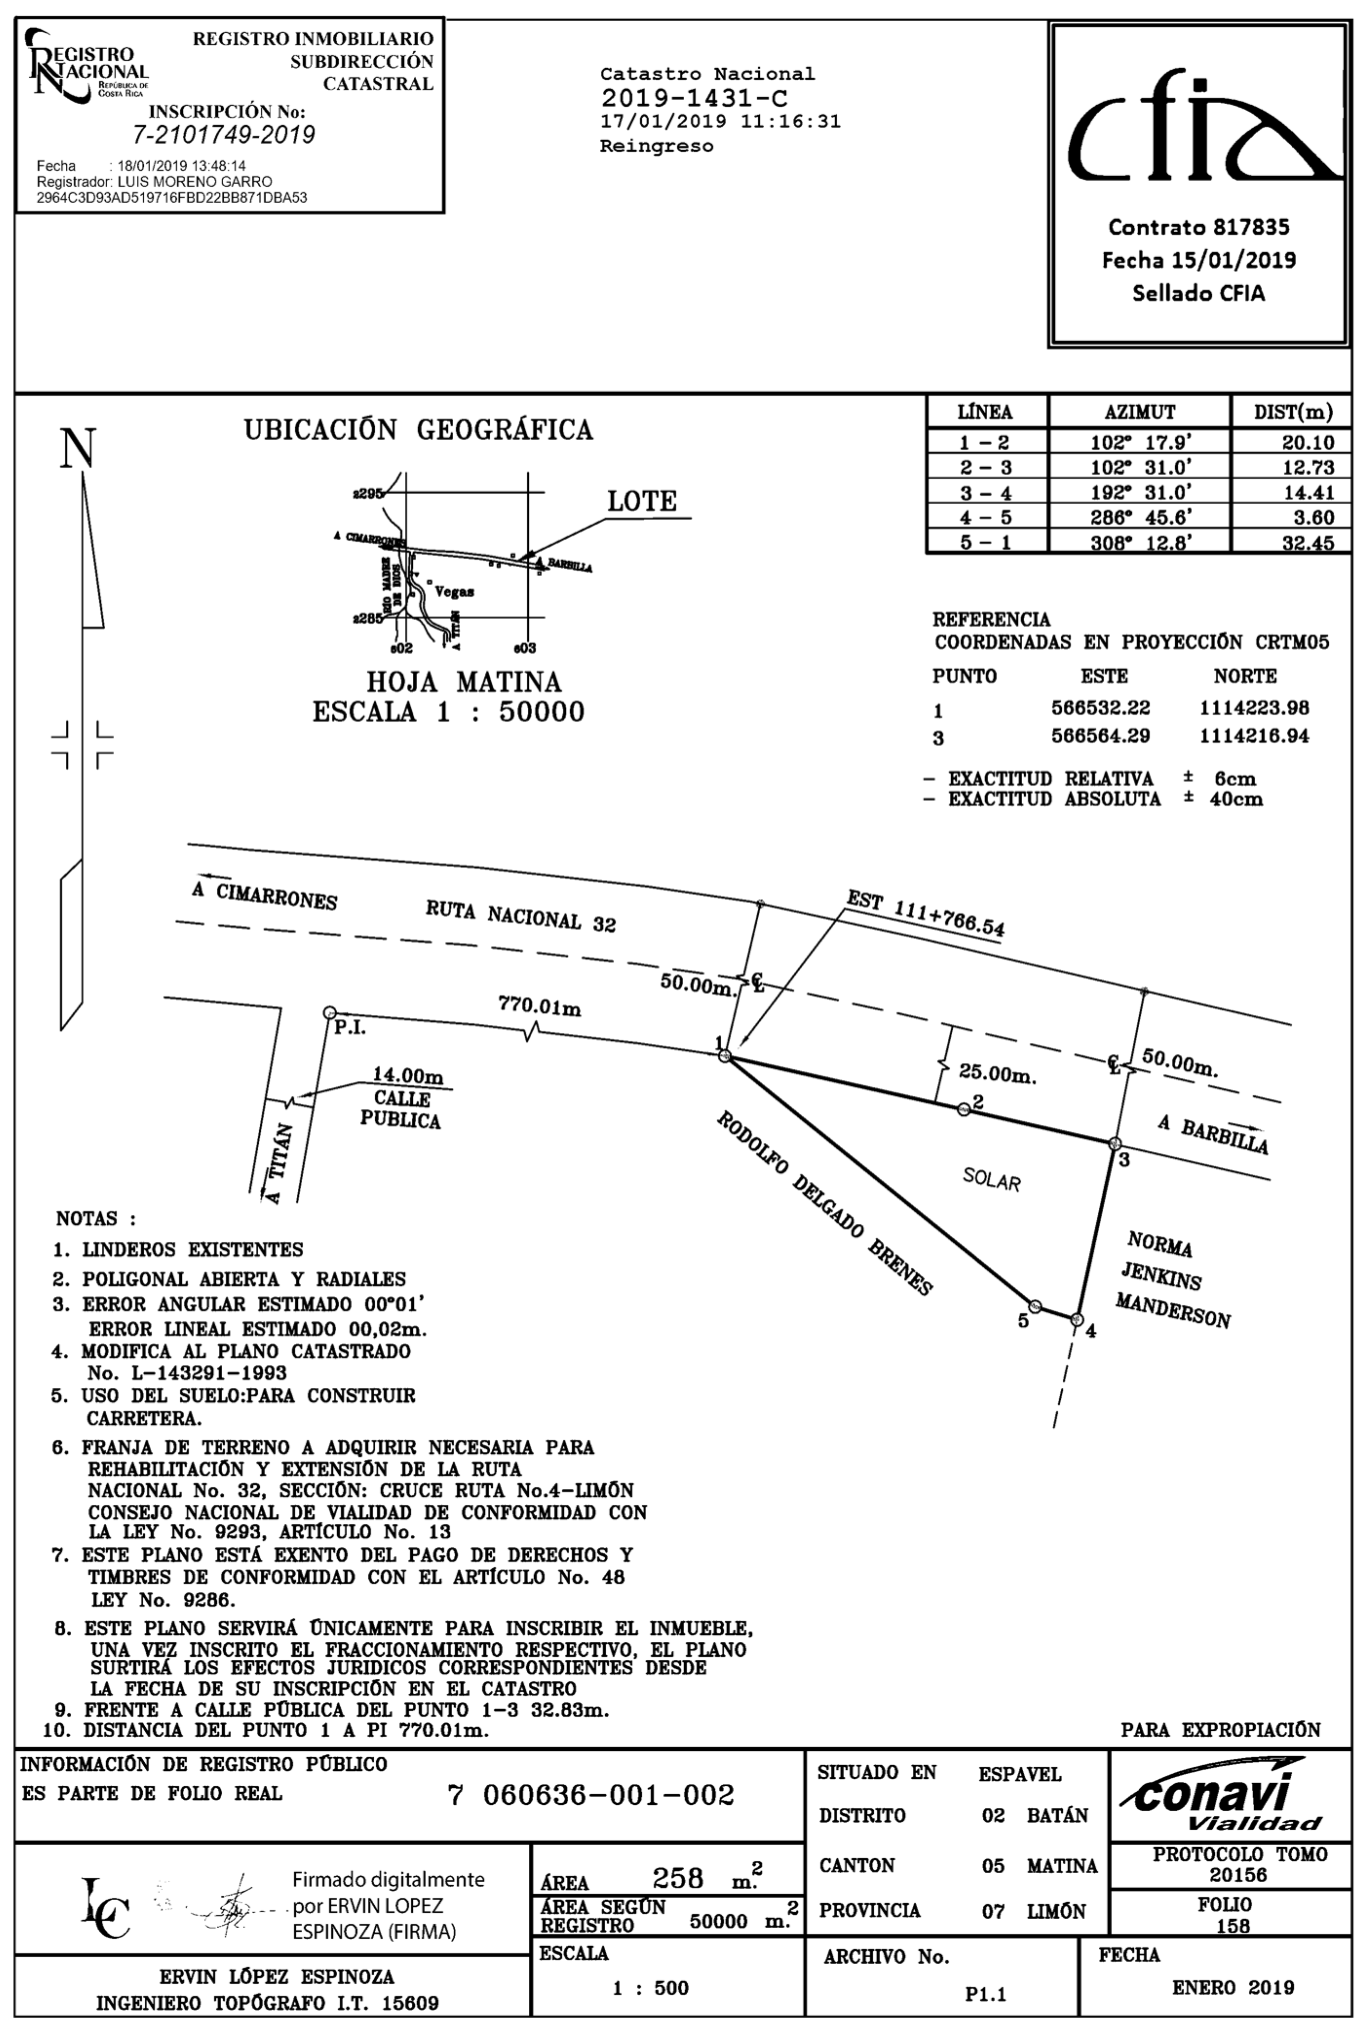 REGISTRO NACIONAL
REPÚBLICA DE COSTA RICA
REGISTRO INMOBILIARIO
SUBDIRECCIÓN
CATASTRAL
INSCRIPCIÓN No:
7-2101749-2019
Fecha : 18/01/2019 13:48:14
Registrador: LUIS MORENO GARRO
2964C3D93AD519716FBD22BB871DBA53
Catastro Nacional
2019-1431-C
17/01/2019 11:16:31
Reingreso
cfia
Contrato 817835
Fecha 15/01/2019
Sellado CFIA
N
UBICACIÓN GEOGRÁFICA
2295
LOTE
A CIMARRONES
A BARBILLA
RÍO MADRE DE DIOS
Vegas
2285
A TITÁN
602
603
HOJA MATINA
ESCALA 1 : 50000
LÍNEA AZIMUT DIST(m)
1 - 2 102° 17.9' 20.10
2 - 3 102° 31.0' 12.73
3 - 4 192° 31.0' 14.41
4 - 5 286° 45.6' 3.60
5 - 1 308° 12.8' 32.45
REFERENCIA
COORDENADAS EN PROYECCIÓN CRTM05
PUNTO ESTE NORTE
1 566532.22 1114223.98
3 566564.29 1114216.94
- EXACTITUD RELATIVA ± 6cm
- EXACTITUD ABSOLUTA ± 40cm
A CIMARRONES
RUTA NACIONAL 32
EST 111+766.54
50.00m.
770.01m
P.I.
1
14.00m
CALLE
PUBLICA
A TITÁN
25.00m.
50.00m.
2
A BARBILLA
3
SOLAR
RODOLFO DELGADO BRENES
NORMA
JENKINS
MANDERSON
5
4
NOTAS :
1. LINDEROS EXISTENTES
2. POLIGONAL ABIERTA Y RADIALES
3. ERROR ANGULAR ESTIMADO 00°01'
ERROR LINEAL ESTIMADO 00,02m.
4. MODIFICA AL PLANO CATASTRADO
No. L-143291-1993
5. USO DEL SUELO:PARA CONSTRUIR
CARRETERA.
6. FRANJA DE TERRENO A ADQUIRIR NECESARIA PARA
REHABILITACIÓN Y EXTENSIÓN DE LA RUTA
NACIONAL No. 32, SECCIÓN: CRUCE RUTA No.4-LIMÓN
CONSEJO NACIONAL DE VIALIDAD DE CONFORMIDAD CON
LA LEY No. 9293, ARTÍCULO No. 13
7. ESTE PLANO ESTÁ EXENTO DEL PAGO DE DERECHOS Y
TIMBRES DE CONFORMIDAD CON EL ARTÍCULO No. 48
LEY No. 9286.
8. ESTE PLANO SERVIRÁ ÚNICAMENTE PARA INSCRIBIR EL INMUEBLE,
UNA VEZ INSCRITO EL FRACCIONAMIENTO RESPECTIVO, EL PLANO
SURTIRÁ LOS EFECTOS JURIDICOS CORRESPONDIENTES DESDE
LA FECHA DE SU INSCRIPCIÓN EN EL CATASTRO
9. FRENTE A CALLE PÚBLICA DEL PUNTO 1-3 32.83m.
10. DISTANCIA DEL PUNTO 1 A PI 770.01m.
PARA EXPROPIACIÓN
INFORMACIÓN DE REGISTRO PÚBLICO
ES PARTE DE FOLIO REAL 7 060636-001-002
SITUADO EN ESPAVEL
DISTRITO 02 BATÁN
CANTON 05 MATINA
PROVINCIA 07 LIMÓN
conavi
Vialidad
PROTOCOLO TOMO
20156
FOLIO
158
LC
Firmado digitalmente
por ERVIN LOPEZ
ESPINOZA (FIRMA)
ÁREA 258 m.²
ÁREA SEGÚN
REGISTRO 50000 m.²
ERVIN LÓPEZ ESPINOZA
INGENIERO TOPÓGRAFO I.T. 15609
ESCALA
1 : 500
ARCHIVO No.
P1.1
FECHA
ENERO 2019